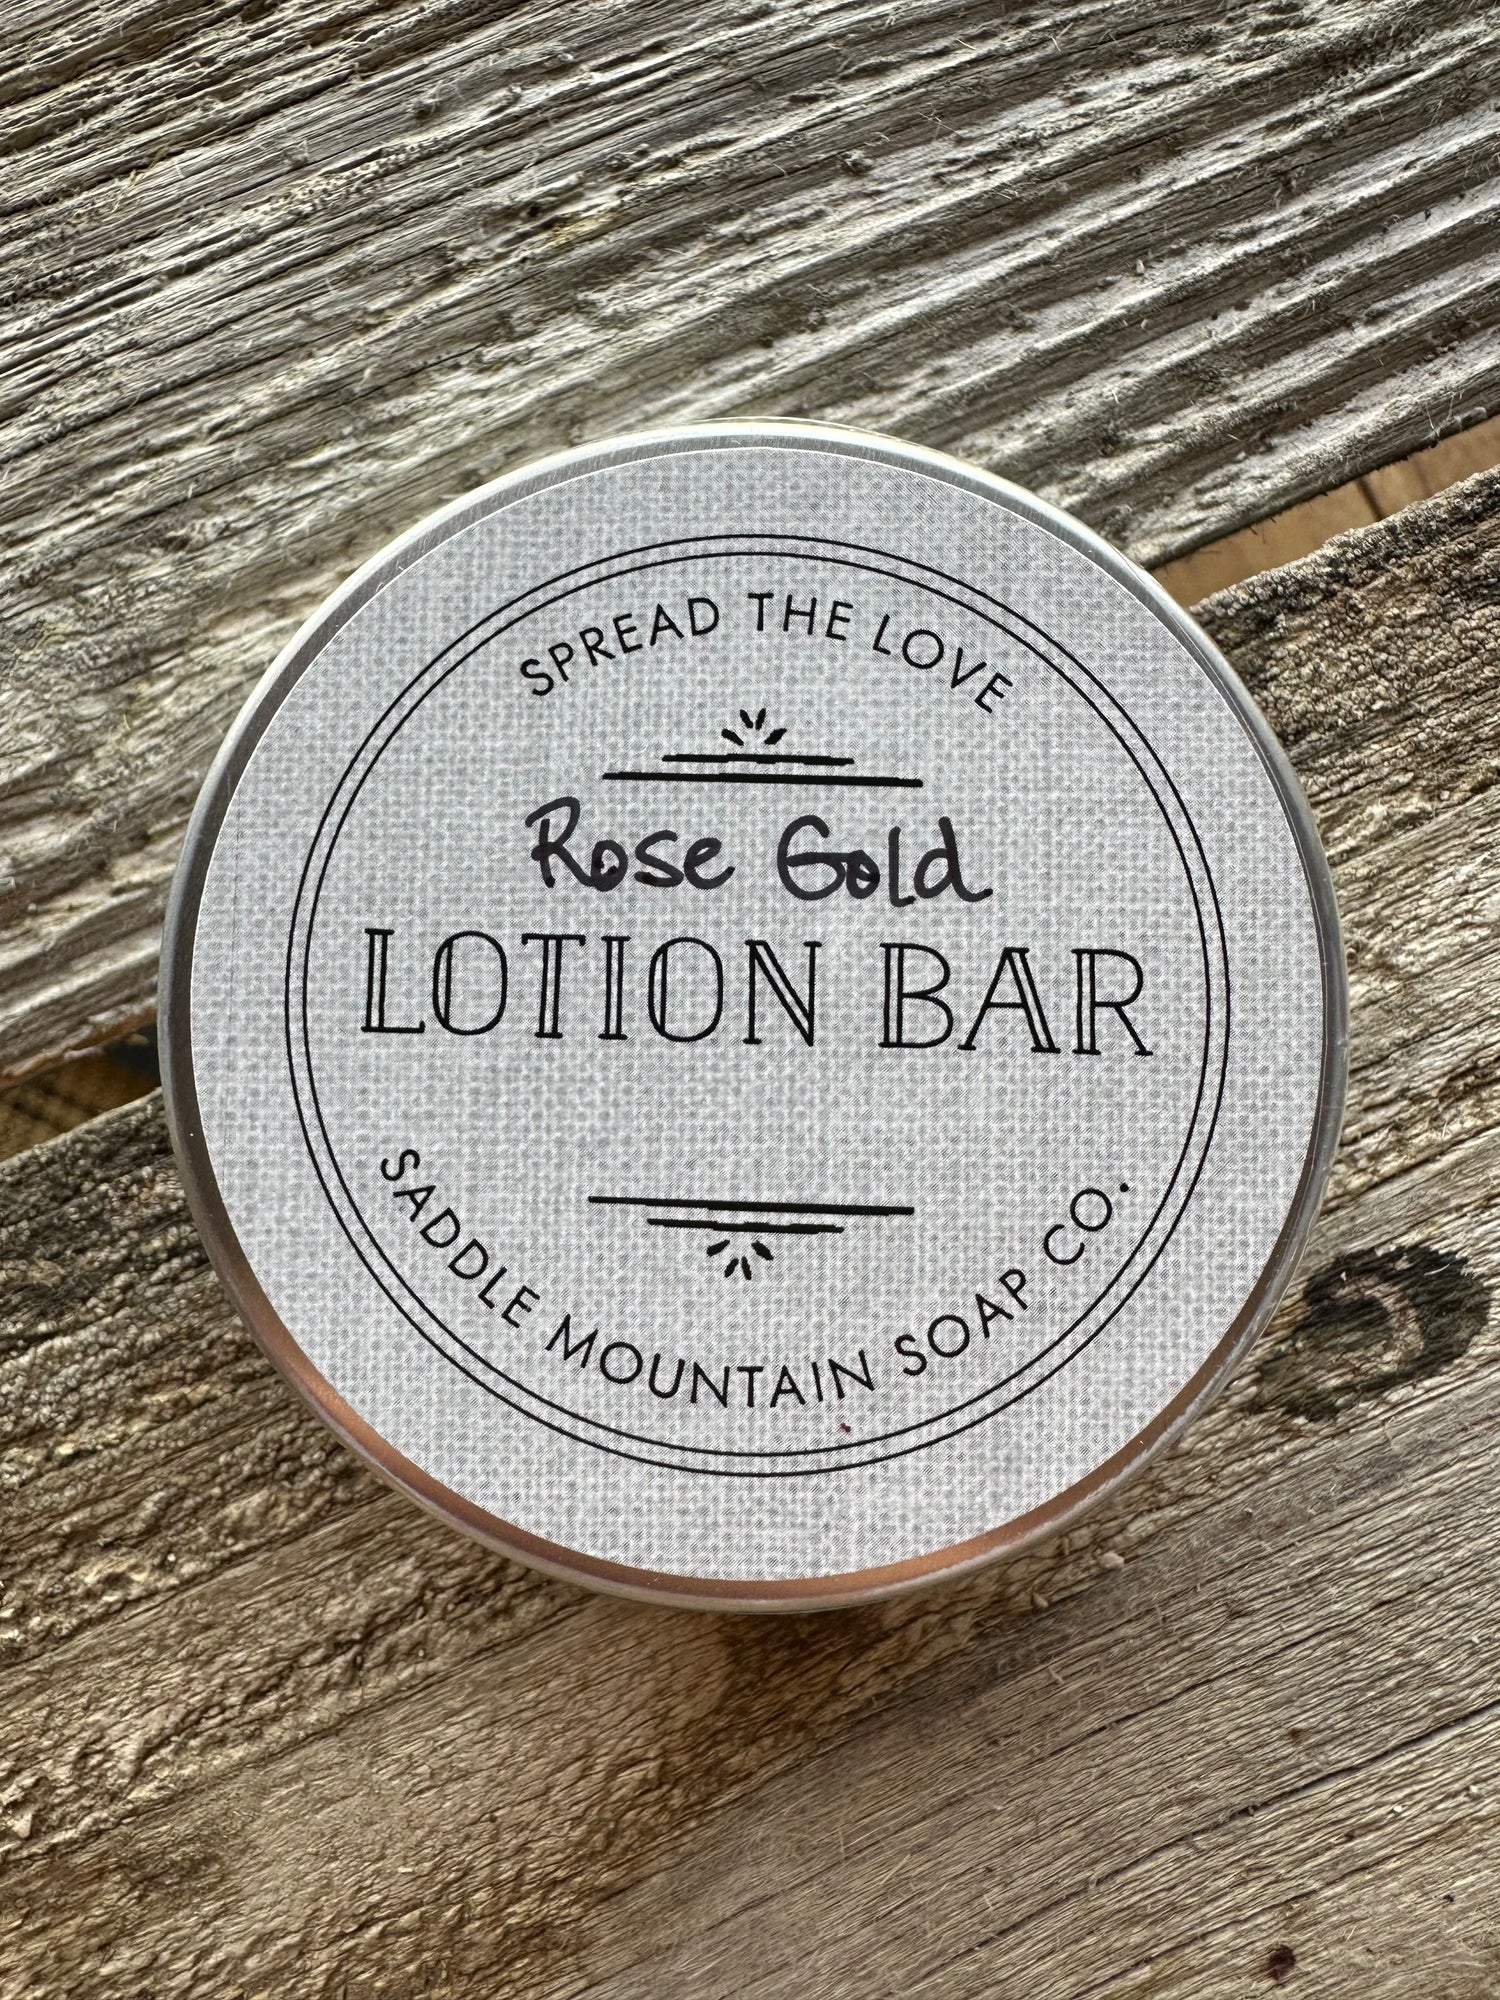 SPREAD THE LOVE
Rose Gold
LOTION BAR
SADDLE MOUNTAIN SOAP CO.